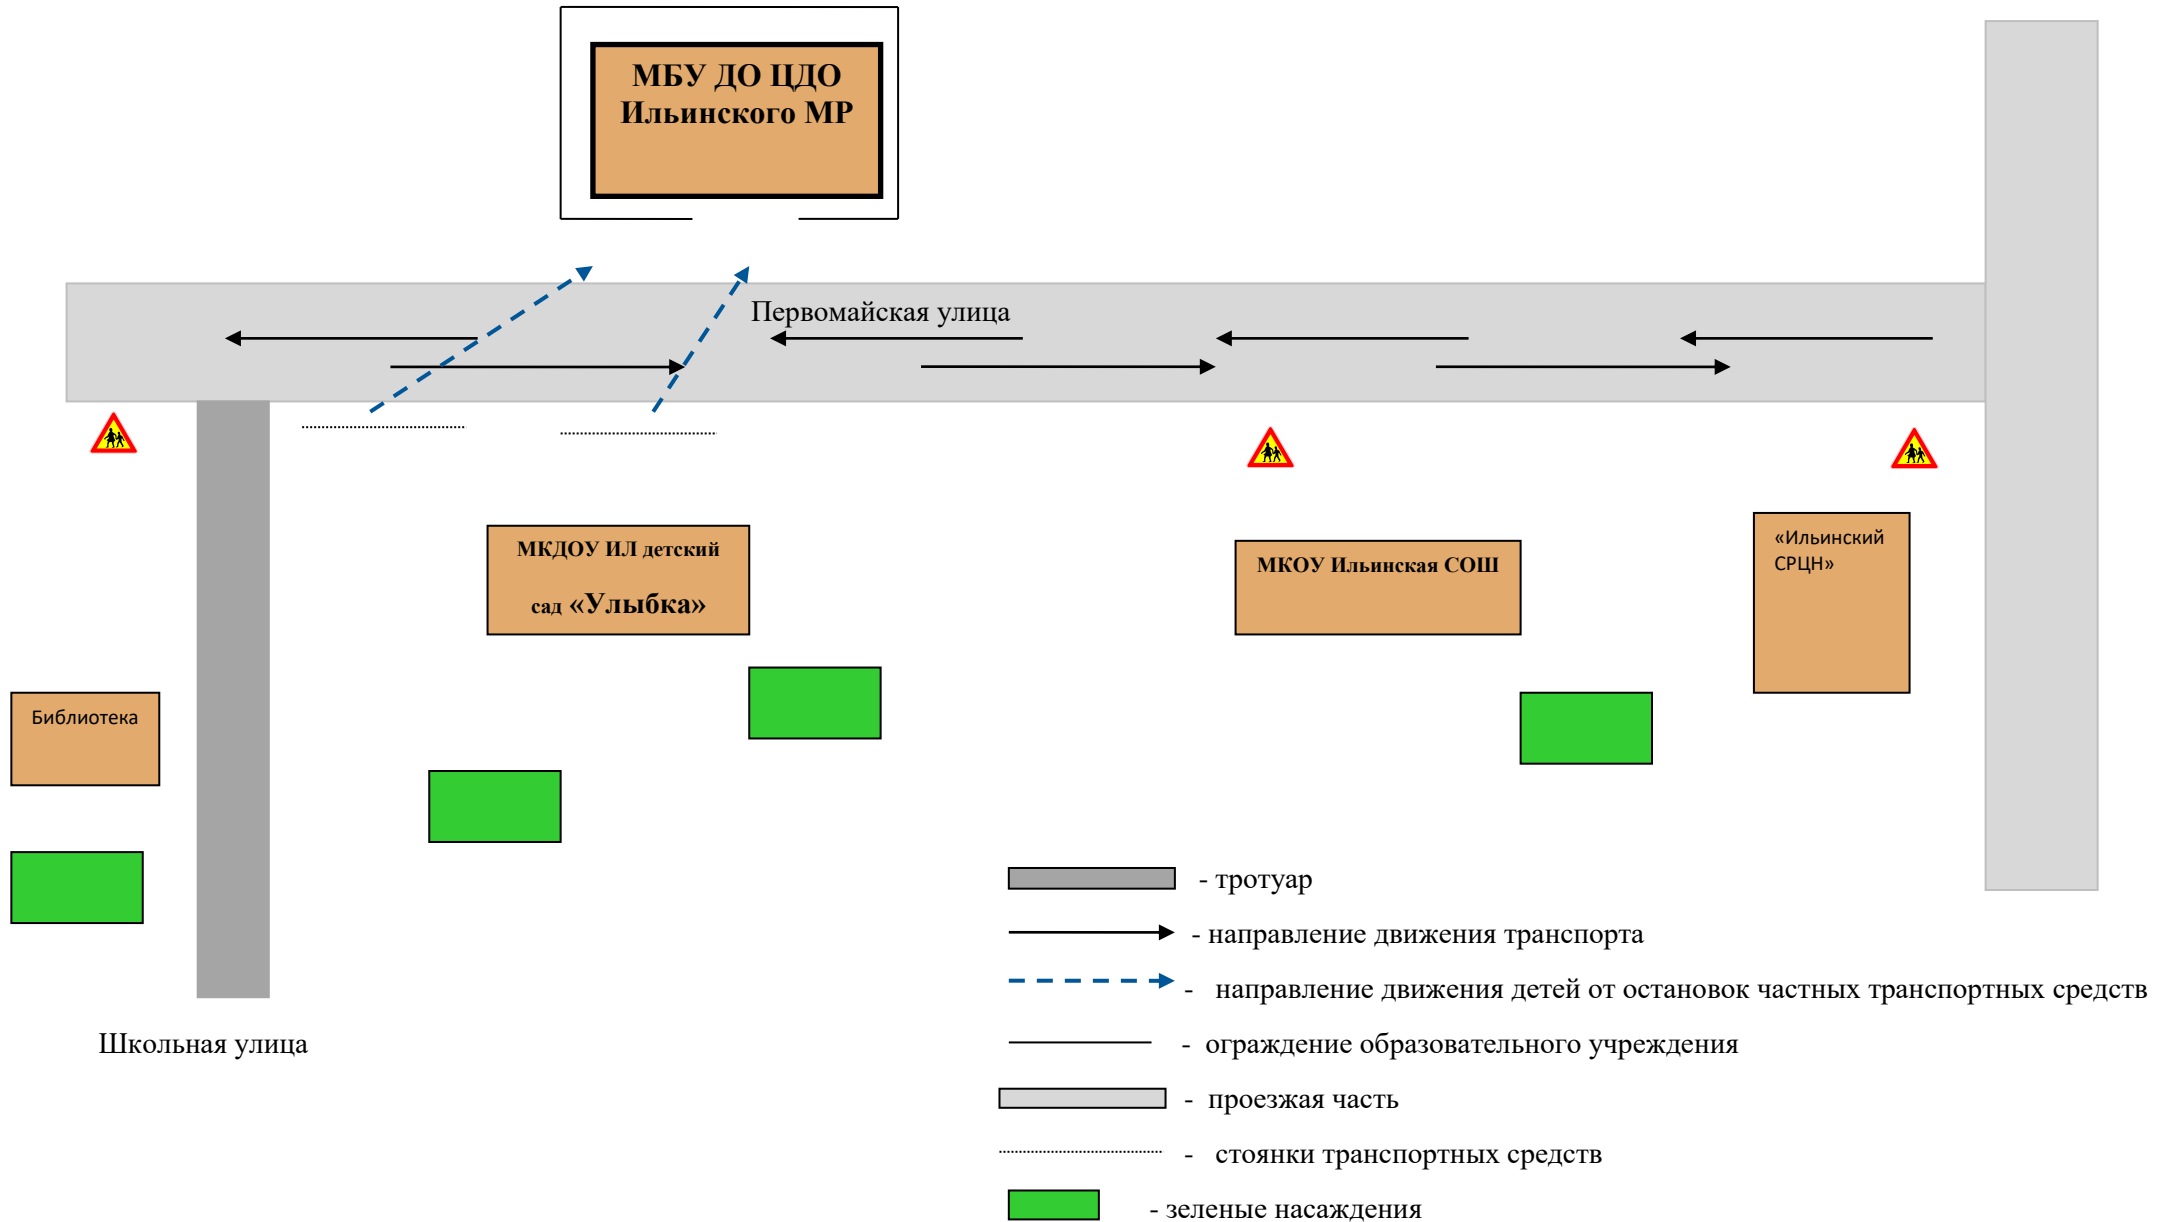 МБУ ДО ЦДО
Ильинского МР
Первомайская улица
МКДОУ ИЛ детский
сад «Улыбка»
МКОУ Ильинская СОШ
«Ильинский
СРЦН»
Библиотека
- тротуар
- направление движения транспорта
- направление движения детей от остановок частных транспортных средств
Школьная улица
- ограждение образовательного учреждения
- проезжая часть
- стоянки транспортных средств
- зеленые насаждения